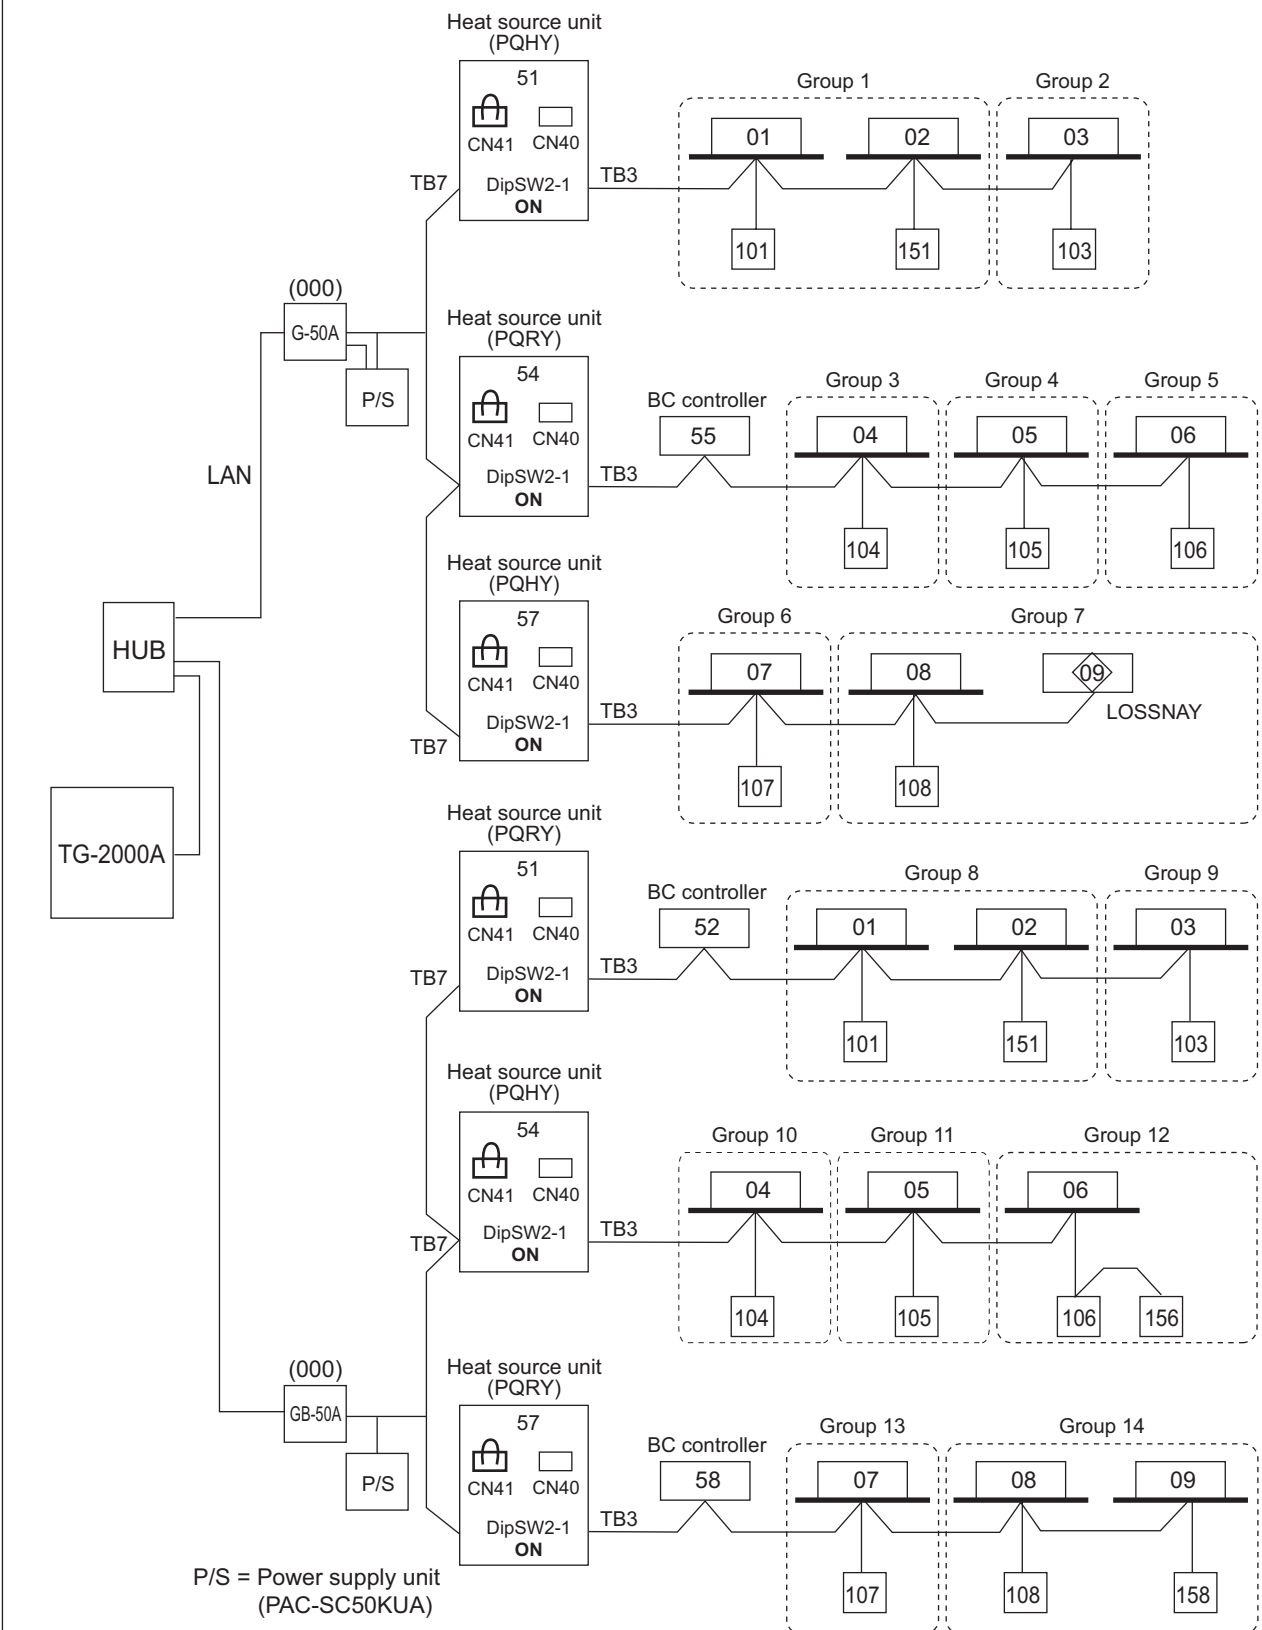 Heat source unit
(PQHY)
51
CN41 CN40
DipSW2-1
ON
TB7
TB3
Group 1
Group 2
01
02
03
101
151
103
(000)
G-50A
P/S
LAN
Heat source unit
(PQRY)
54
CN41 CN40
DipSW2-1
ON
TB3
BC controller
55
Group 3
Group 4
Group 5
04
05
06
104
105
106
Heat source unit
(PQHY)
57
CN41 CN40
DipSW2-1
ON
TB7
TB3
Group 6
Group 7
07
08
09
LOSSNAY
107
108
HUB
TG-2000A
Heat source unit
(PQRY)
51
CN41 CN40
DipSW2-1
ON
TB7
TB3
BC controller
52
Group 8
Group 9
01
02
03
101
151
103
Heat source unit
(PQHY)
54
CN41 CN40
DipSW2-1
ON
TB7
TB3
Group 10
Group 11
Group 12
04
05
06
104
105
106
156
(000)
GB-50A
P/S
Heat source unit
(PQRY)
57
CN41 CN40
DipSW2-1
ON
TB3
BC controller
58
Group 13
Group 14
07
08
09
107
108
158
P/S = Power supply unit
(PAC-SC50KUA)